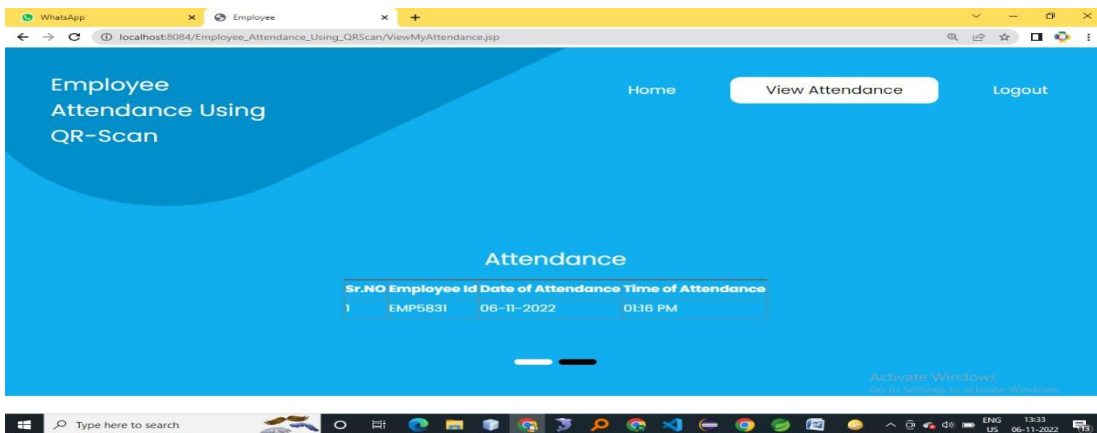 WhatsApp
Employee
localhost:8084/Employee_Attendance_Using_QRScan/ViewMyAttendance.jsp
Employee
Attendance Using
QR-Scan
Home
View Attendance
Logout
Attendance
Sr.NO Employee Id Date of Attendance Time of Attendance
1 EMP5831 06-11-2022 01:16 PM
Activate Windows
Go to Settings to activate Windows.
Type here to search
ENG 13:33
US 06-11-2022